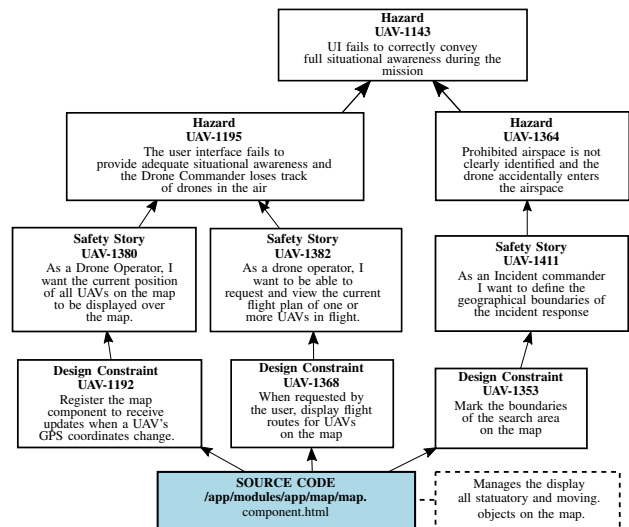 Hazard
UAV-1143
UI fails to correctly convey
full situational awareness during the
mission
Hazard
UAV-1195
The user interface fails to
provide adequate situational awareness and
the Drone Commander loses track
of drones in the air
Hazard
UAV-1364
Prohibited airspace is not
clearly identified and the
drone accidentally enters
the airspace
Safety Story
UAV-1380
As a Drone Operator, I
want the current position
of all UAVs on the map
to be displayed over
the map.
Safety Story
UAV-1382
As a drone operator, I
want to be able to
request and view the current
flight plan of one or
more UAVs in flight.
Safety Story
UAV-1411
As an Incident commander
I want to define the
geographical boundaries of
the incident response
Design Constraint
UAV-1192
Register the map
component to receive
updates when a UAV's
GPS coordinates change.
Design Constraint
UAV-1368
When requested by
the user, display flight
routes for UAVs
on the map
Design Constraint
UAV-1353
Mark the boundaries
of the search area
on the map
SOURCE CODE
/app/modules/app/map/map.
component.html
Manages the display
all statuatory and moving.
objects on the map.